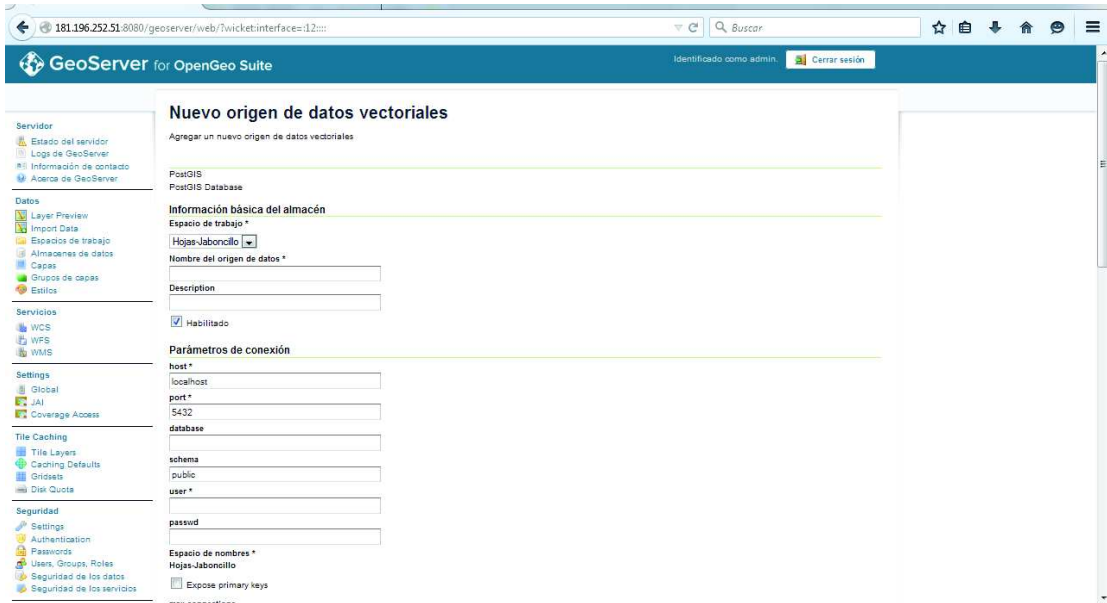 181.196.252.51:8080/geoserver/web/?wicket:interface=:12::::
Buscar
GeoServer for OpenGeo Suite
Identificado como admin.
Cerrar sesión
Nuevo origen de datos vectoriales
Agregar un nuevo origen de datos vectoriales
Servidor
Estado del servidor
Logs de GeoServer
Información de contacto
Acerca de GeoServer
Datos
Layer Preview
Import Data
Espacios de trabajo
Almacenes de datos
Capas
Grupos de capas
Estilos
Servicios
WCS
WFS
WMS
Settings
Global
JAI
Coverage Access
Tile Caching
Tile Layers
Caching Defaults
Gridsets
Disk Quota
Seguridad
Settings
Authentication
Passwords
Users, Groups, Roles
Seguridad de los datos
Seguridad de los servicios
PostGIS
PostGIS Database
Información básica del almacén
Espacio de trabajo *
Hojas-Jaboncillo
Nombre del origen de datos *
Description
Habilitado
Parámetros de conexión
host *
localhost
port *
5432
database
schema
public
user *
passwd
Espacio de nombres *
Hojas-Jaboncillo
Expose primary keys